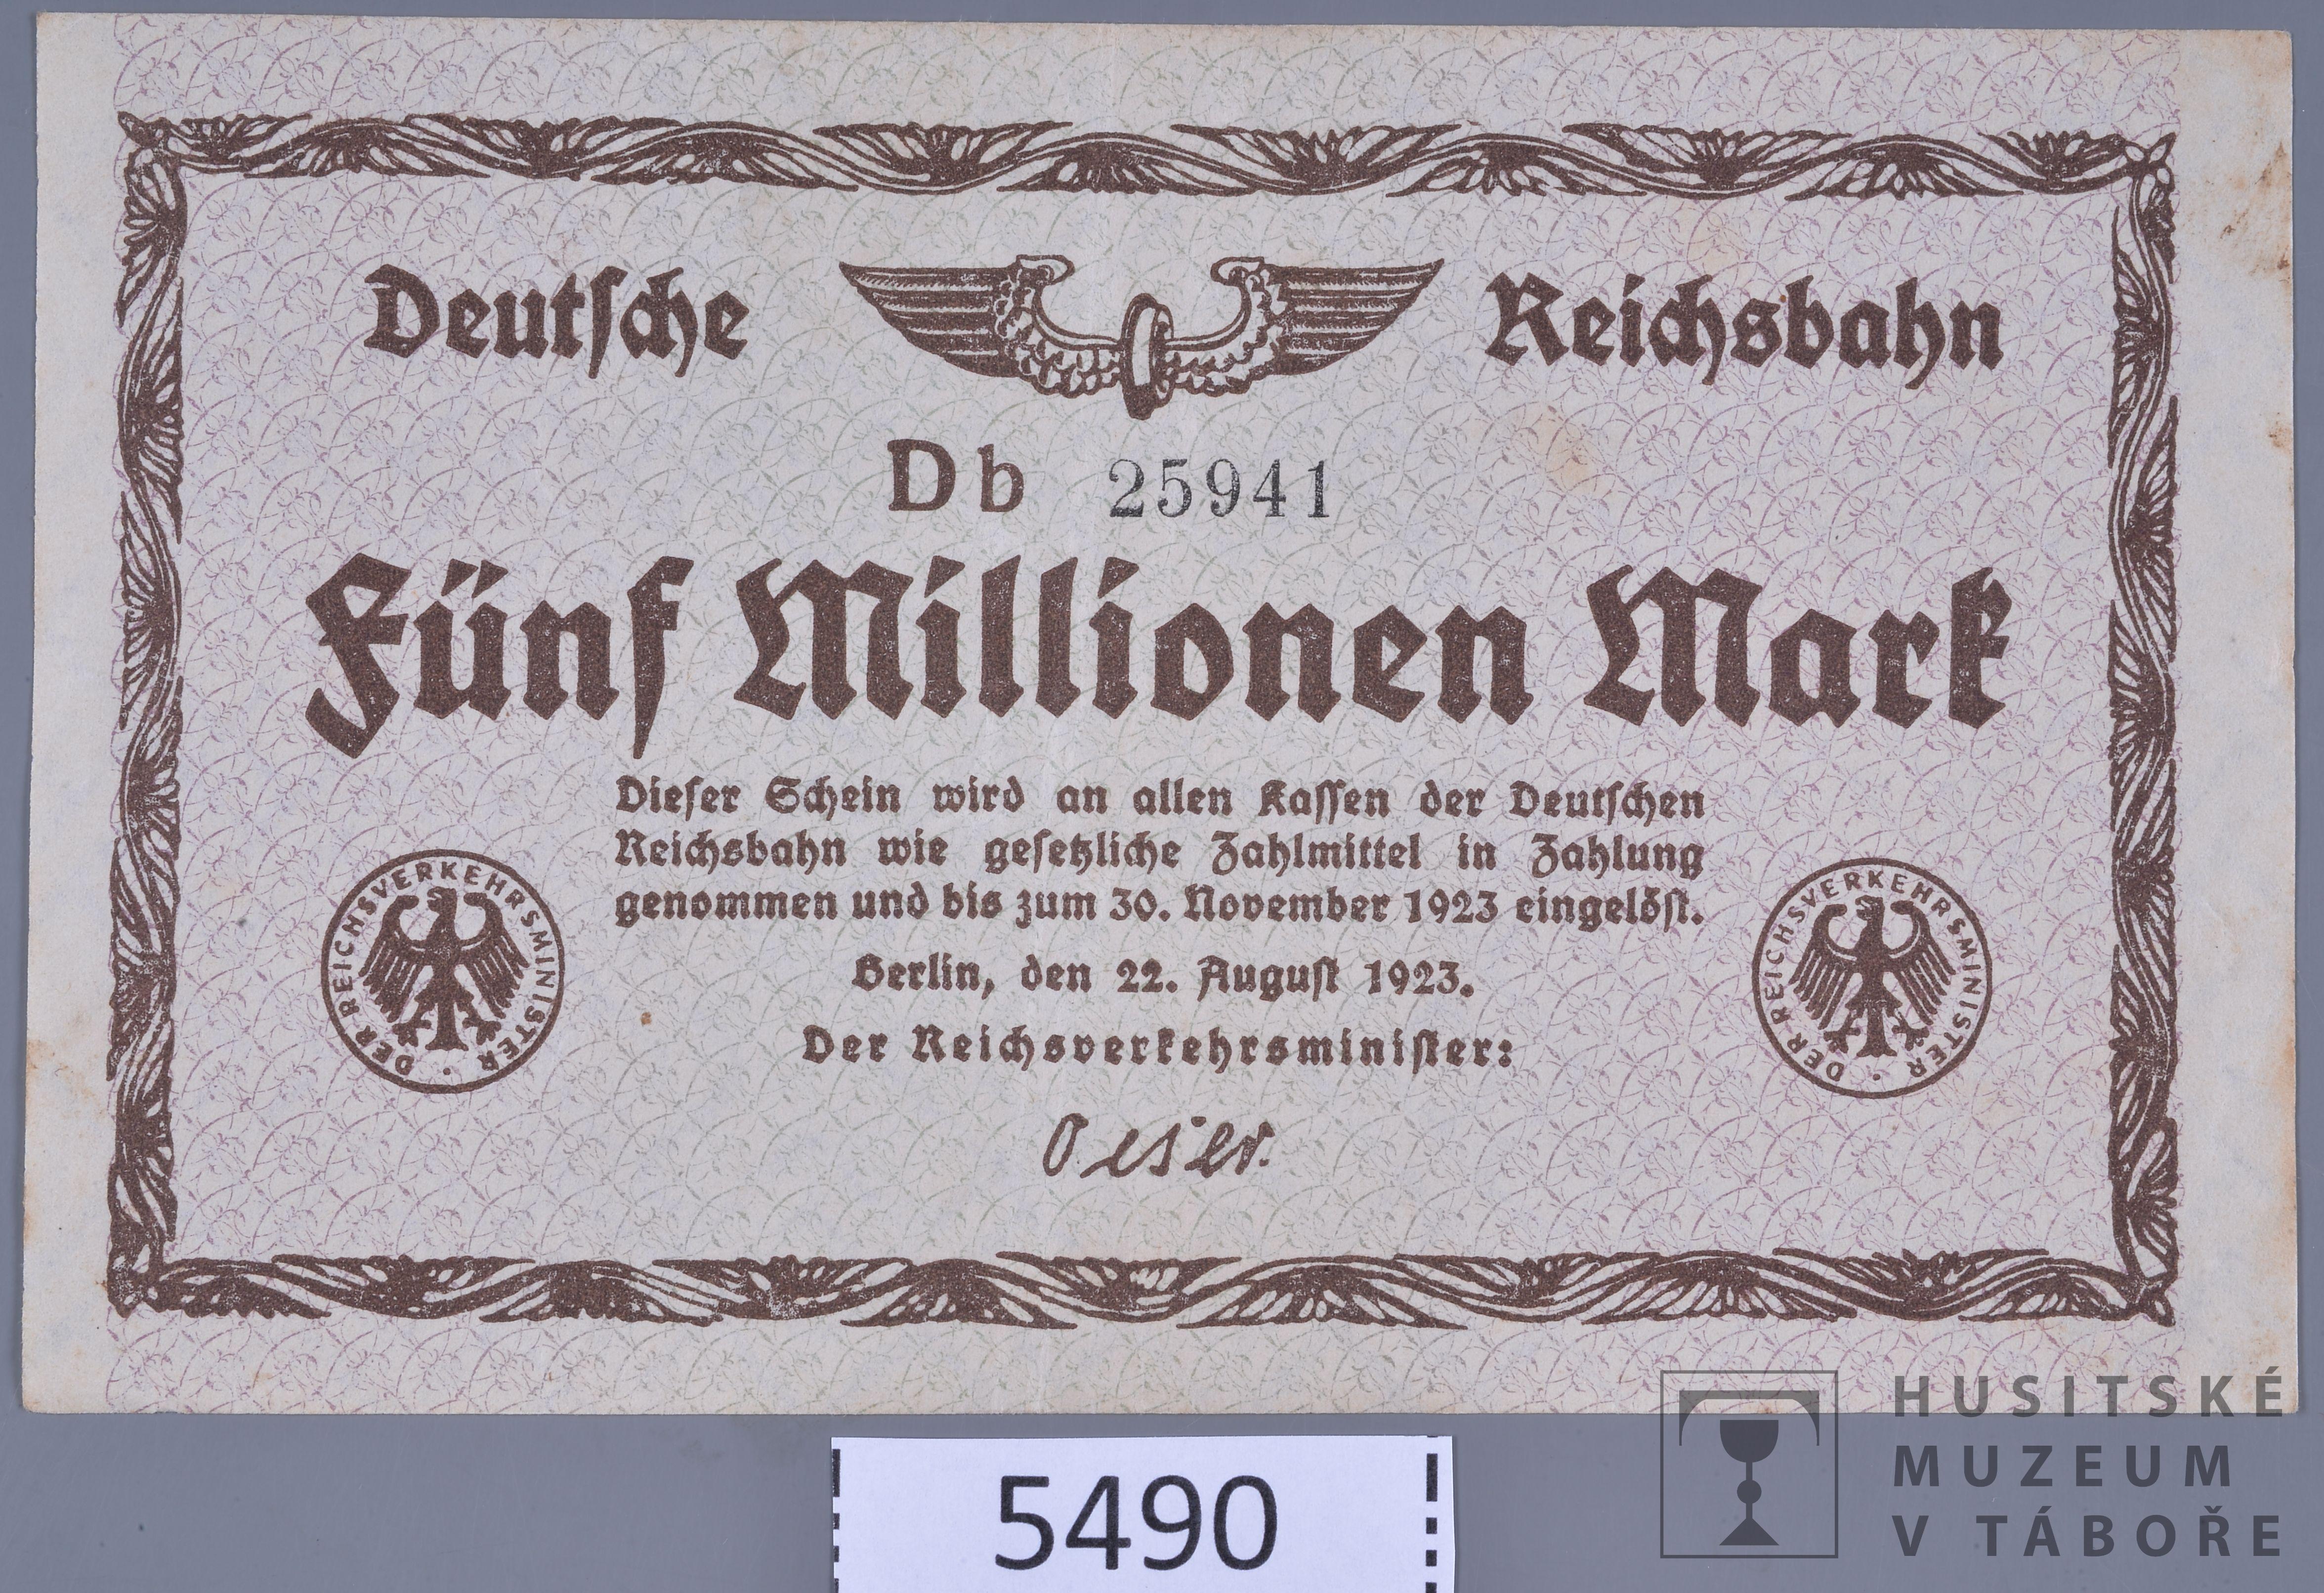 Deutsche Reichsbahn
Db 25941
Fünf Millionen Mark
Dieser Schein wird an allen Kassen der Deutschen
Reichsbahn wie gesetzliche Zahlmittel in Zahlung
genommen und bis zum 30. November 1923 eingelöst.
Berlin, den 22. August 1923.
Der Reichsverkehrsminister:
Oeser.
DER REICHSVERKEHRSMINISTER
DER REICHSVERKEHRSMINISTER
5490
HUSITSKÉ
MUZEUM
V TÁBOŘE